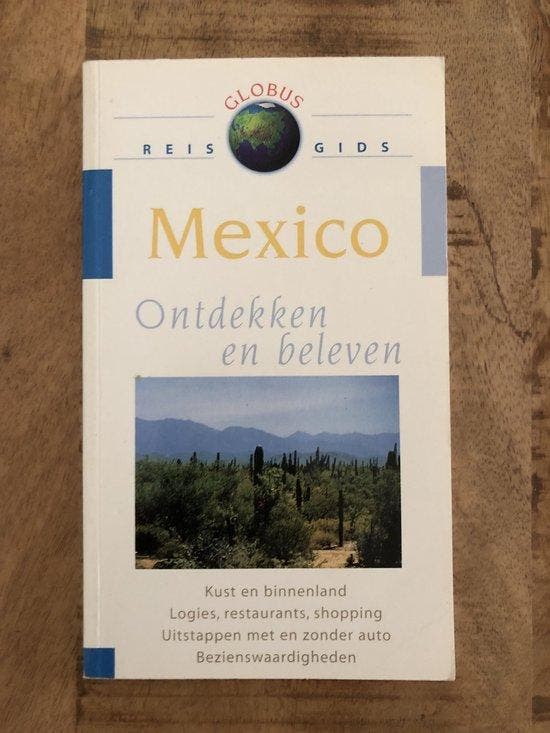 GLOBUS
REIS GIDS
Mexico
Ontdekken
en beleven
Kust en binnenland
Logies, restaurants, shopping
Uitstappen met en zonder auto
Bezienswaardigheden